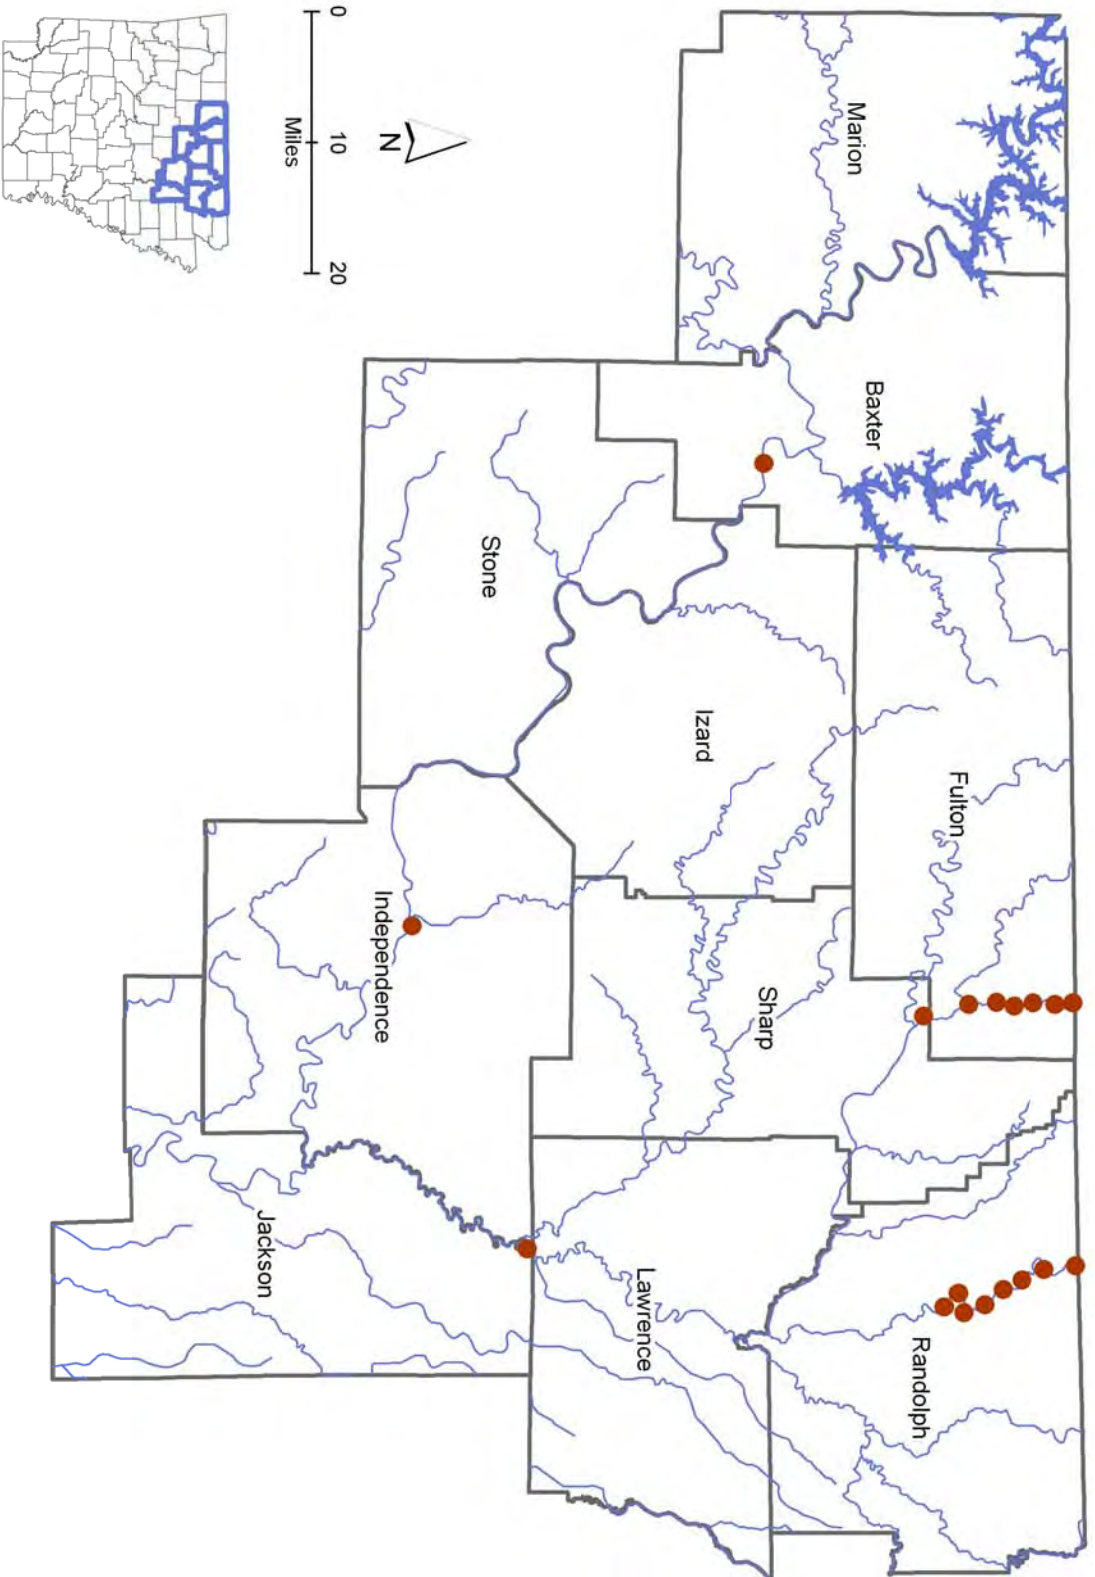 Marion
Baxter
Fulton
Randolph
Izard
Sharp
Stone
Lawrence
Independence
Jackson
N
0 10 20
Miles